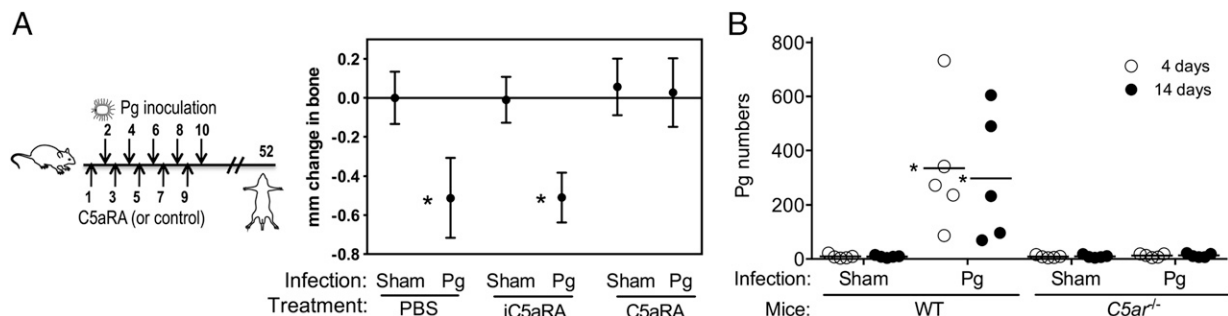 A
Pg inoculation
2 4 6 8 10
52
1 3 5 7 9
C5aRA (or control)
mm change in bone
0.2
0.0
-0.2
-0.4
-0.6
-0.8
*
*
Infection: Sham Pg Sham Pg Sham Pg
Treatment: PBS iC5aRA C5aRA
B
Pg numbers
800
600
400
200
0
4 days
14 days
*
*
Infection: Sham Pg Sham Pg
Mice: WT C5ar-/-